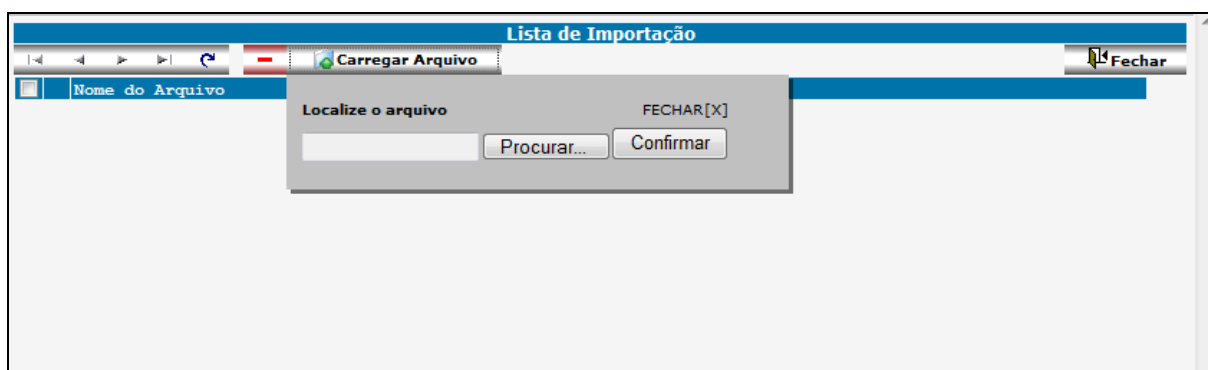 Lista de Importação
Carregar Arquivo Fechar
Nome do Arquivo
Localize o arquivo FECHAR[X]
Procurar... Confirmar